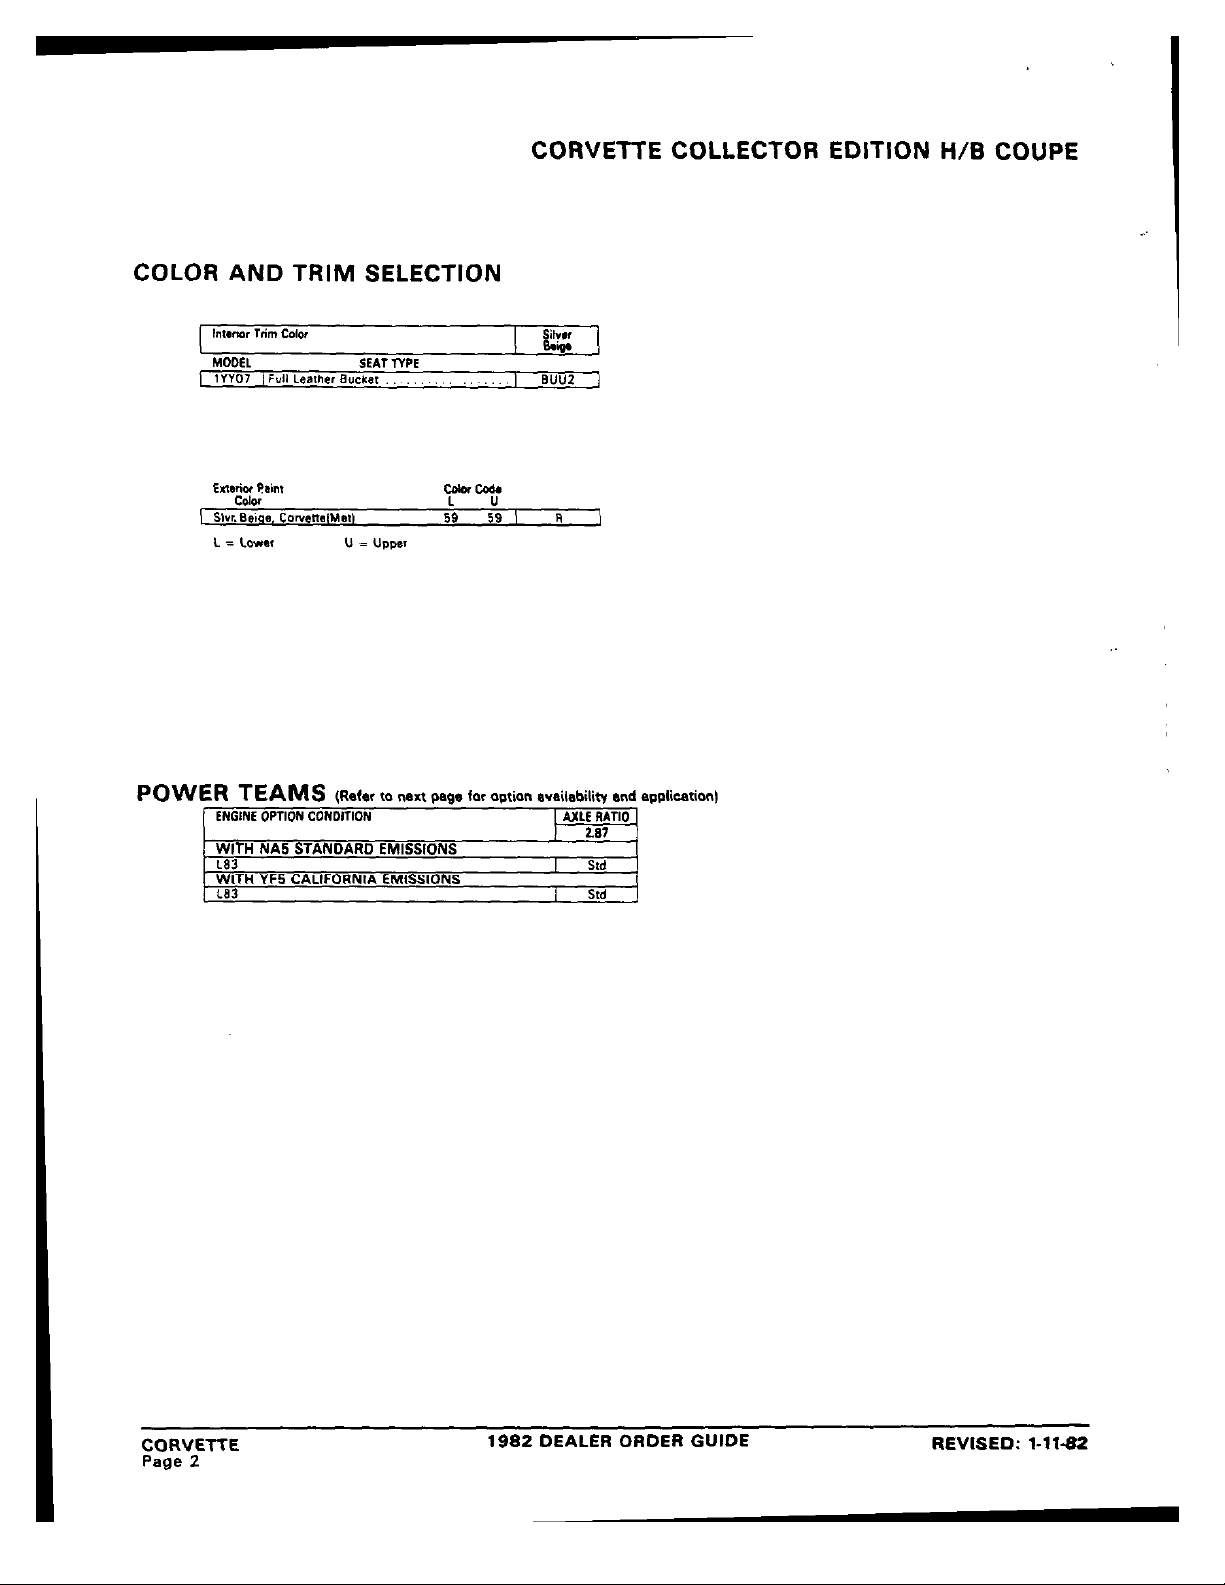 CORVETTE COLLECTOR EDITION H/B COUPE
COLOR AND TRIM SELECTION
Interior Trim Color Silver
Beige
MODEL SEAT TYPE
1YY07 Full Leather Bucket . . . . . . . . . . . . . . . . . BUU2
Exterior Paint Color Code
Color L U
Slvr. Beige, Corvette(Met) 59 59 R
L = Lower U = Upper
POWER TEAMS (Refer to next page for option availability and application)
ENGINE OPTION CONDITION AXLE RATIO
2.87
WITH NA5 STANDARD EMISSIONS
L83 Std
WITH YF5 CALIFORNIA EMISSIONS
L83 Std
CORVETTE 1982 DEALER ORDER GUIDE REVISED: 1-11-82
Page 2